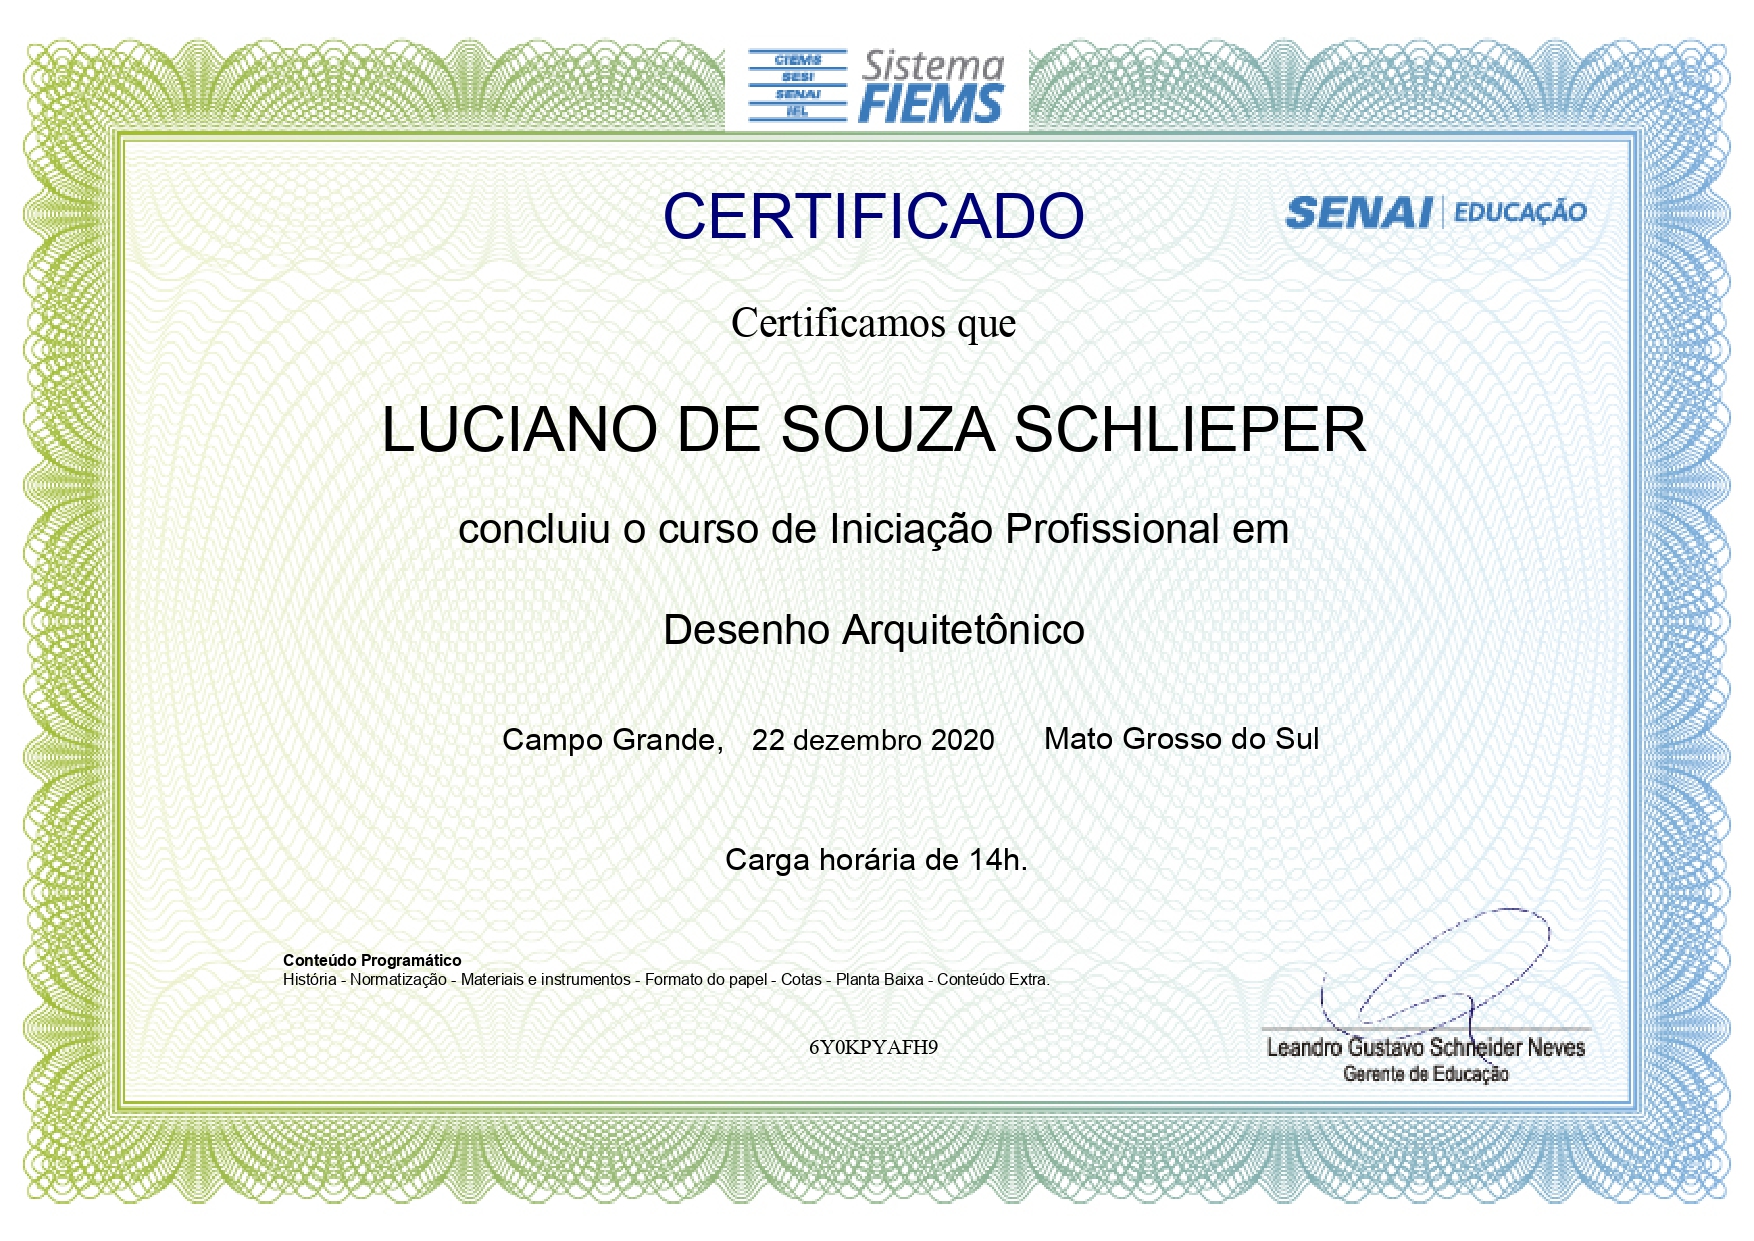 CIEMS
SESI
SENAI
IEL
Sistema
FIEMS
CERTIFICADO
SENAI EDUCAÇÃO
Certificamos que
LUCIANO DE SOUZA SCHLIEPER
concluiu o curso de Iniciação Profissional em
Desenho Arquitetônico
Campo Grande, 22 dezembro 2020 Mato Grosso do Sul
Carga horária de 14h.
Conteúdo Programático
História - Normatização - Materiais e instrumentos - Formato do papel - Cotas - Planta Baixa - Conteúdo Extra.
6Y0KPYAFH9
Leandro Gustavo Schneider Neves
Gerente de Educação